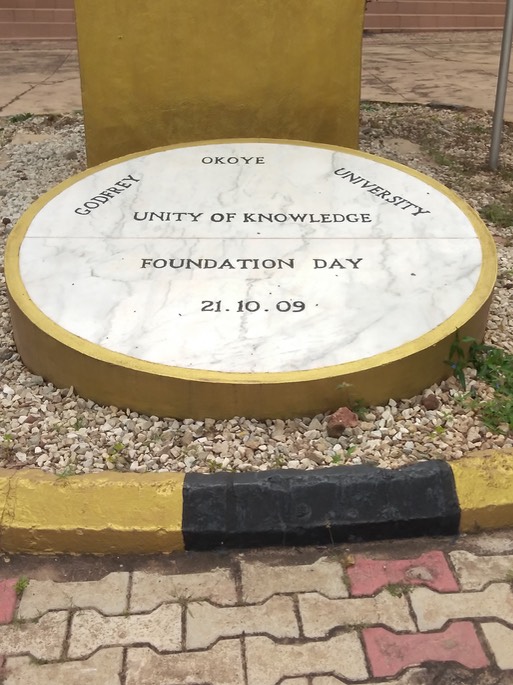 GODFREY OKOYE UNIVERSITY
UNITY OF KNOWLEDGE
FOUNDATION DAY
21.10.09